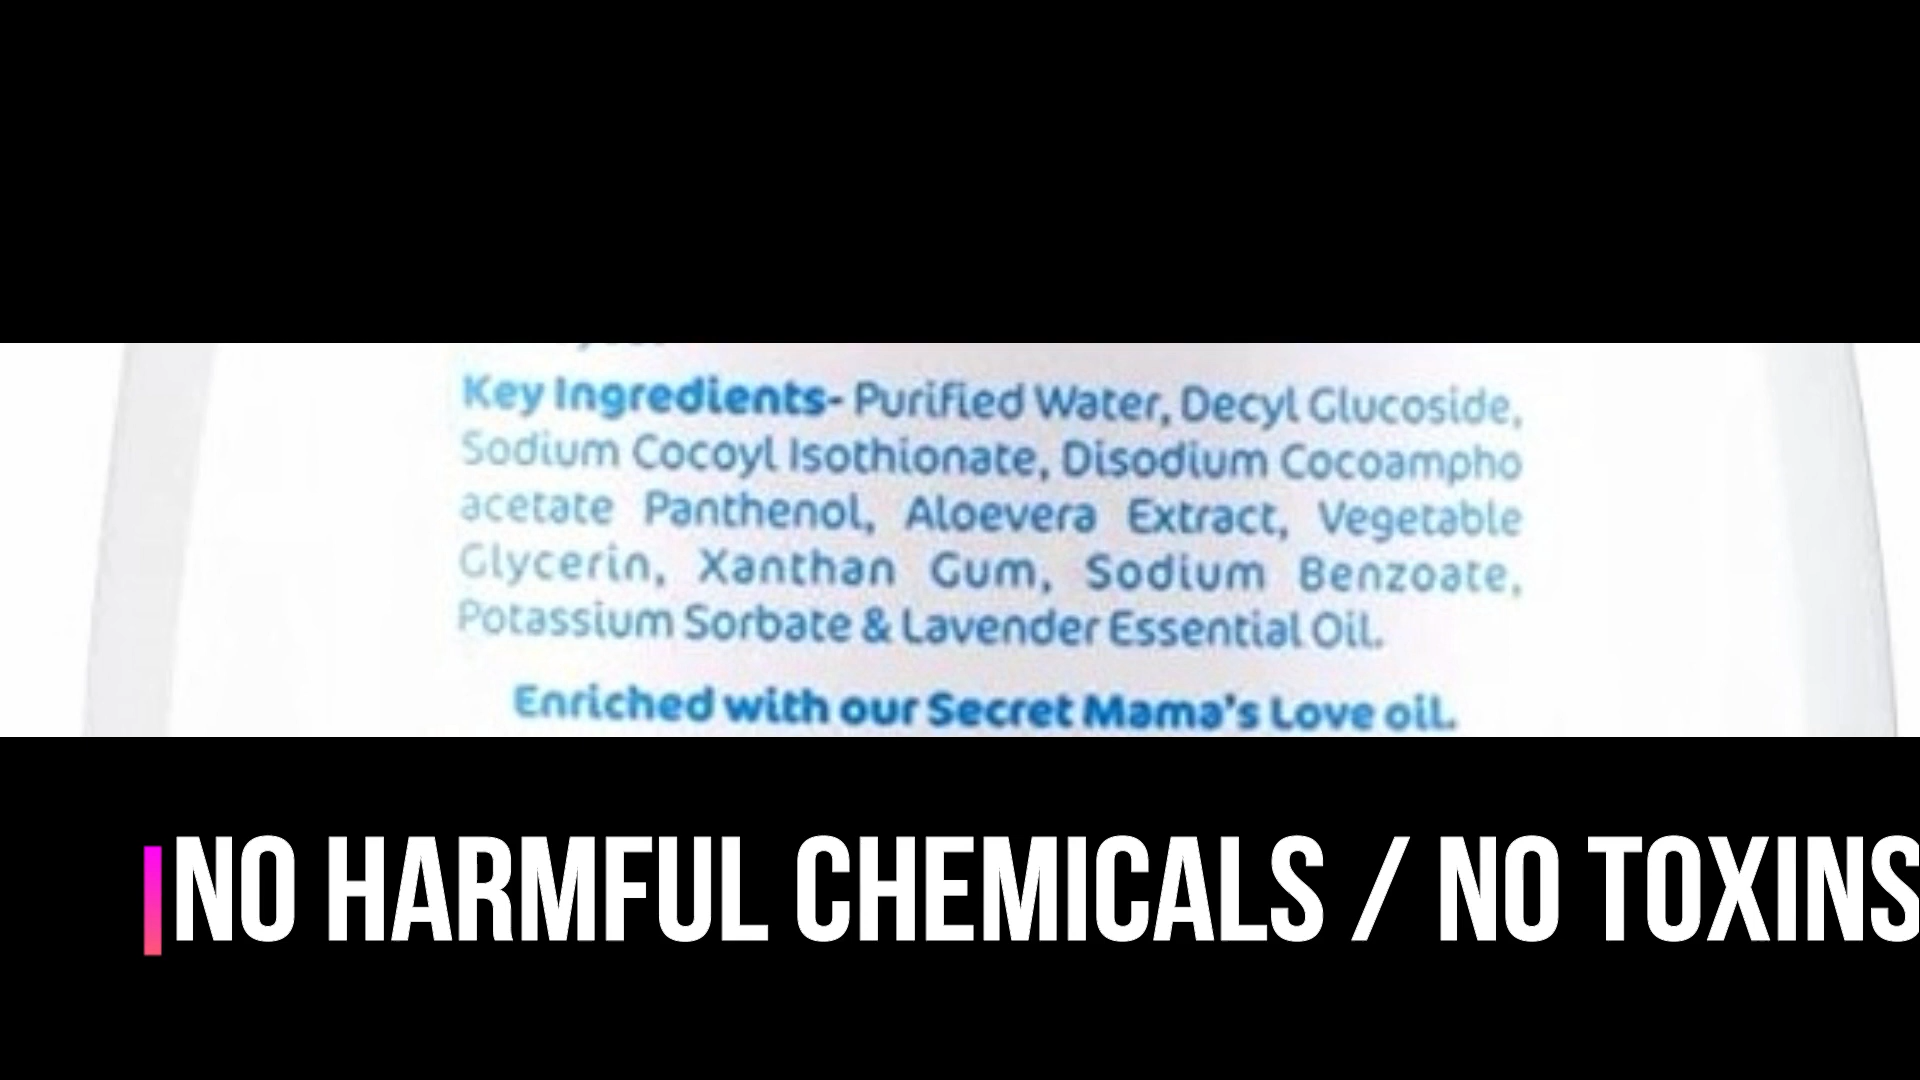 Key Ingredients- Purified Water, Decyl Glucoside,
Sodium Cocoyl Isothionate, Disodium Cocoampho
acetate Panthenol, Aloevera Extract, Vegetable
Glycerin, Xanthan Gum, Sodium Benzoate,
Potassium Sorbate & Lavender Essential Oil.
Enriched with our Secret Mama's Love oil.
NO HARMFUL CHEMICALS / NO TOXINS